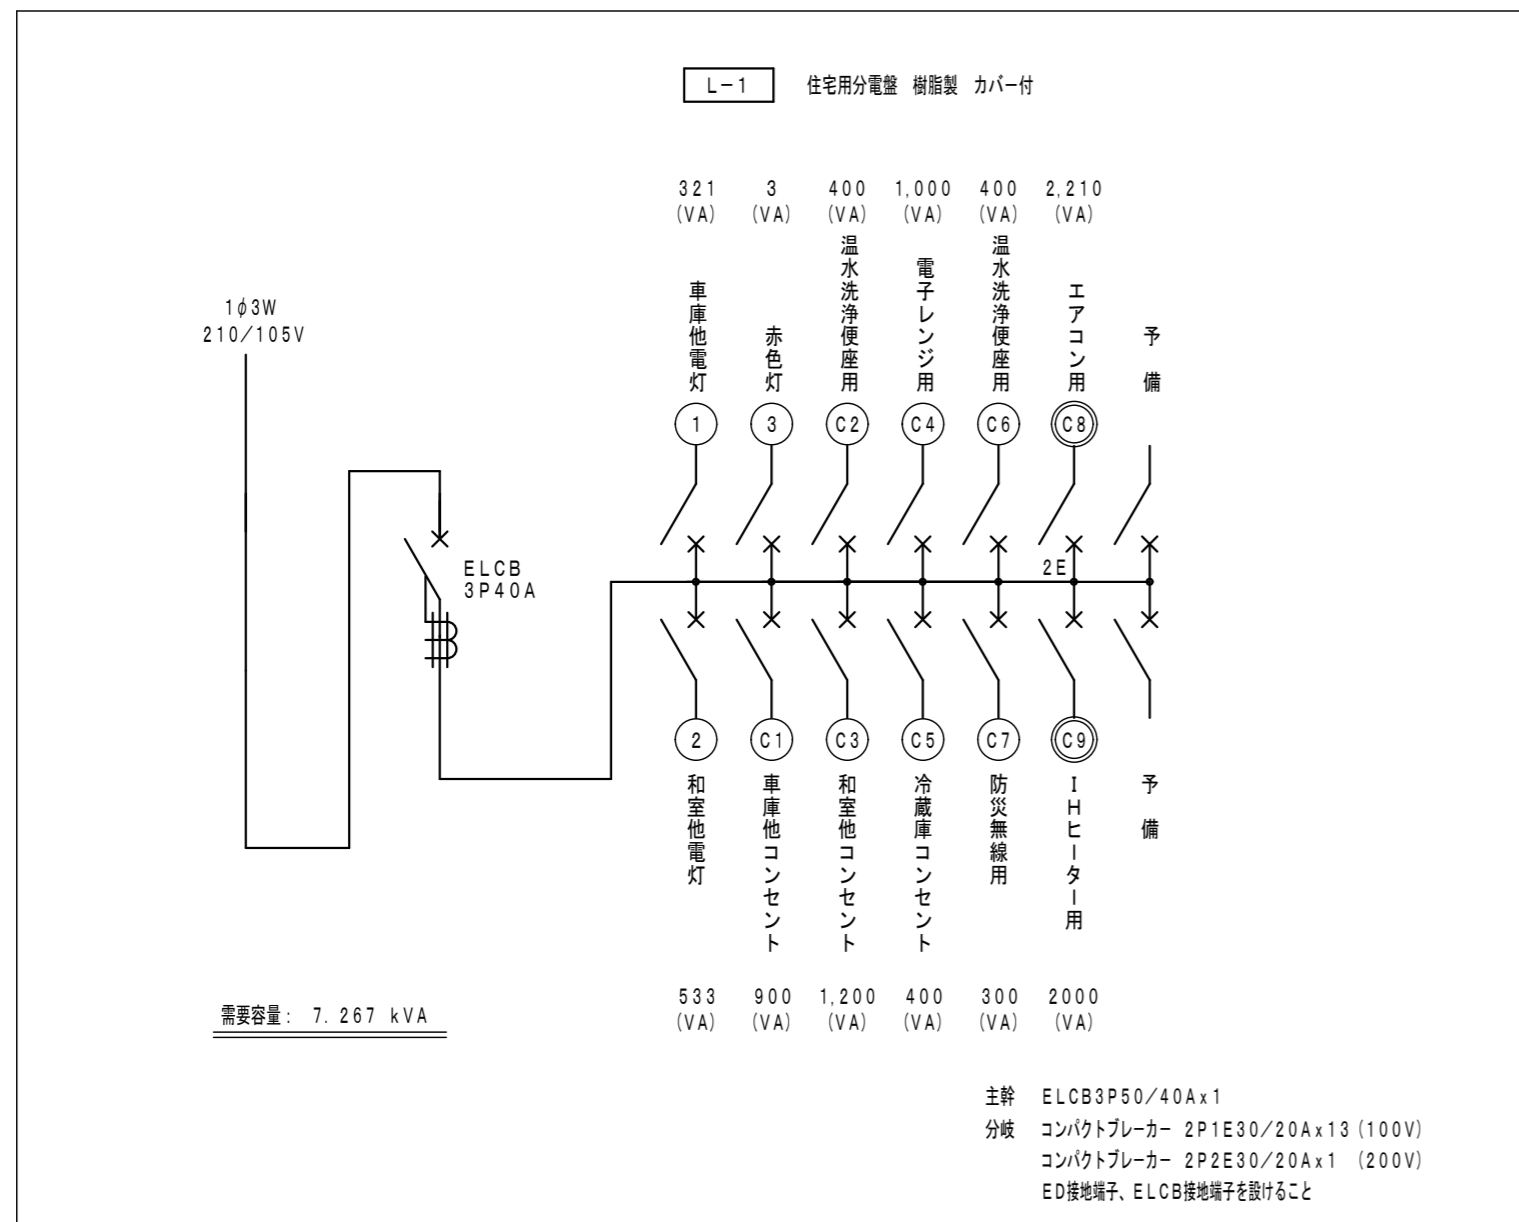 L-1 住宅用分電盤 樹脂製 カバー付
321 3 400 1,000 400 2,210
(VA) (VA) (VA) (VA) (VA) (VA)
車庫他電灯
赤色灯
温水洗浄便座用
電子レンジ用
温水洗浄便座用
エアコン用
予備
1φ3W
210/105V
1 3 C2 C4 C6 C8
ELCB
3P40A
2E
2 C1 C3 C5 C7 C9
和室他電灯
車庫他コンセント
和室他コンセント
冷蔵庫コンセント
防災無線用
IHヒーター用
予備
533 900 1,200 400 300 2000
(VA) (VA) (VA) (VA) (VA) (VA)
需要容量: 7.267 kVA
主幹 ELCB3P50/40Ax1
分岐 コンパクトブレーカー 2P1E30/20Ax13(100V)
コンパクトブレーカー 2P2E30/20Ax1 (200V)
ED接地端子、ELCB接地端子を設けること